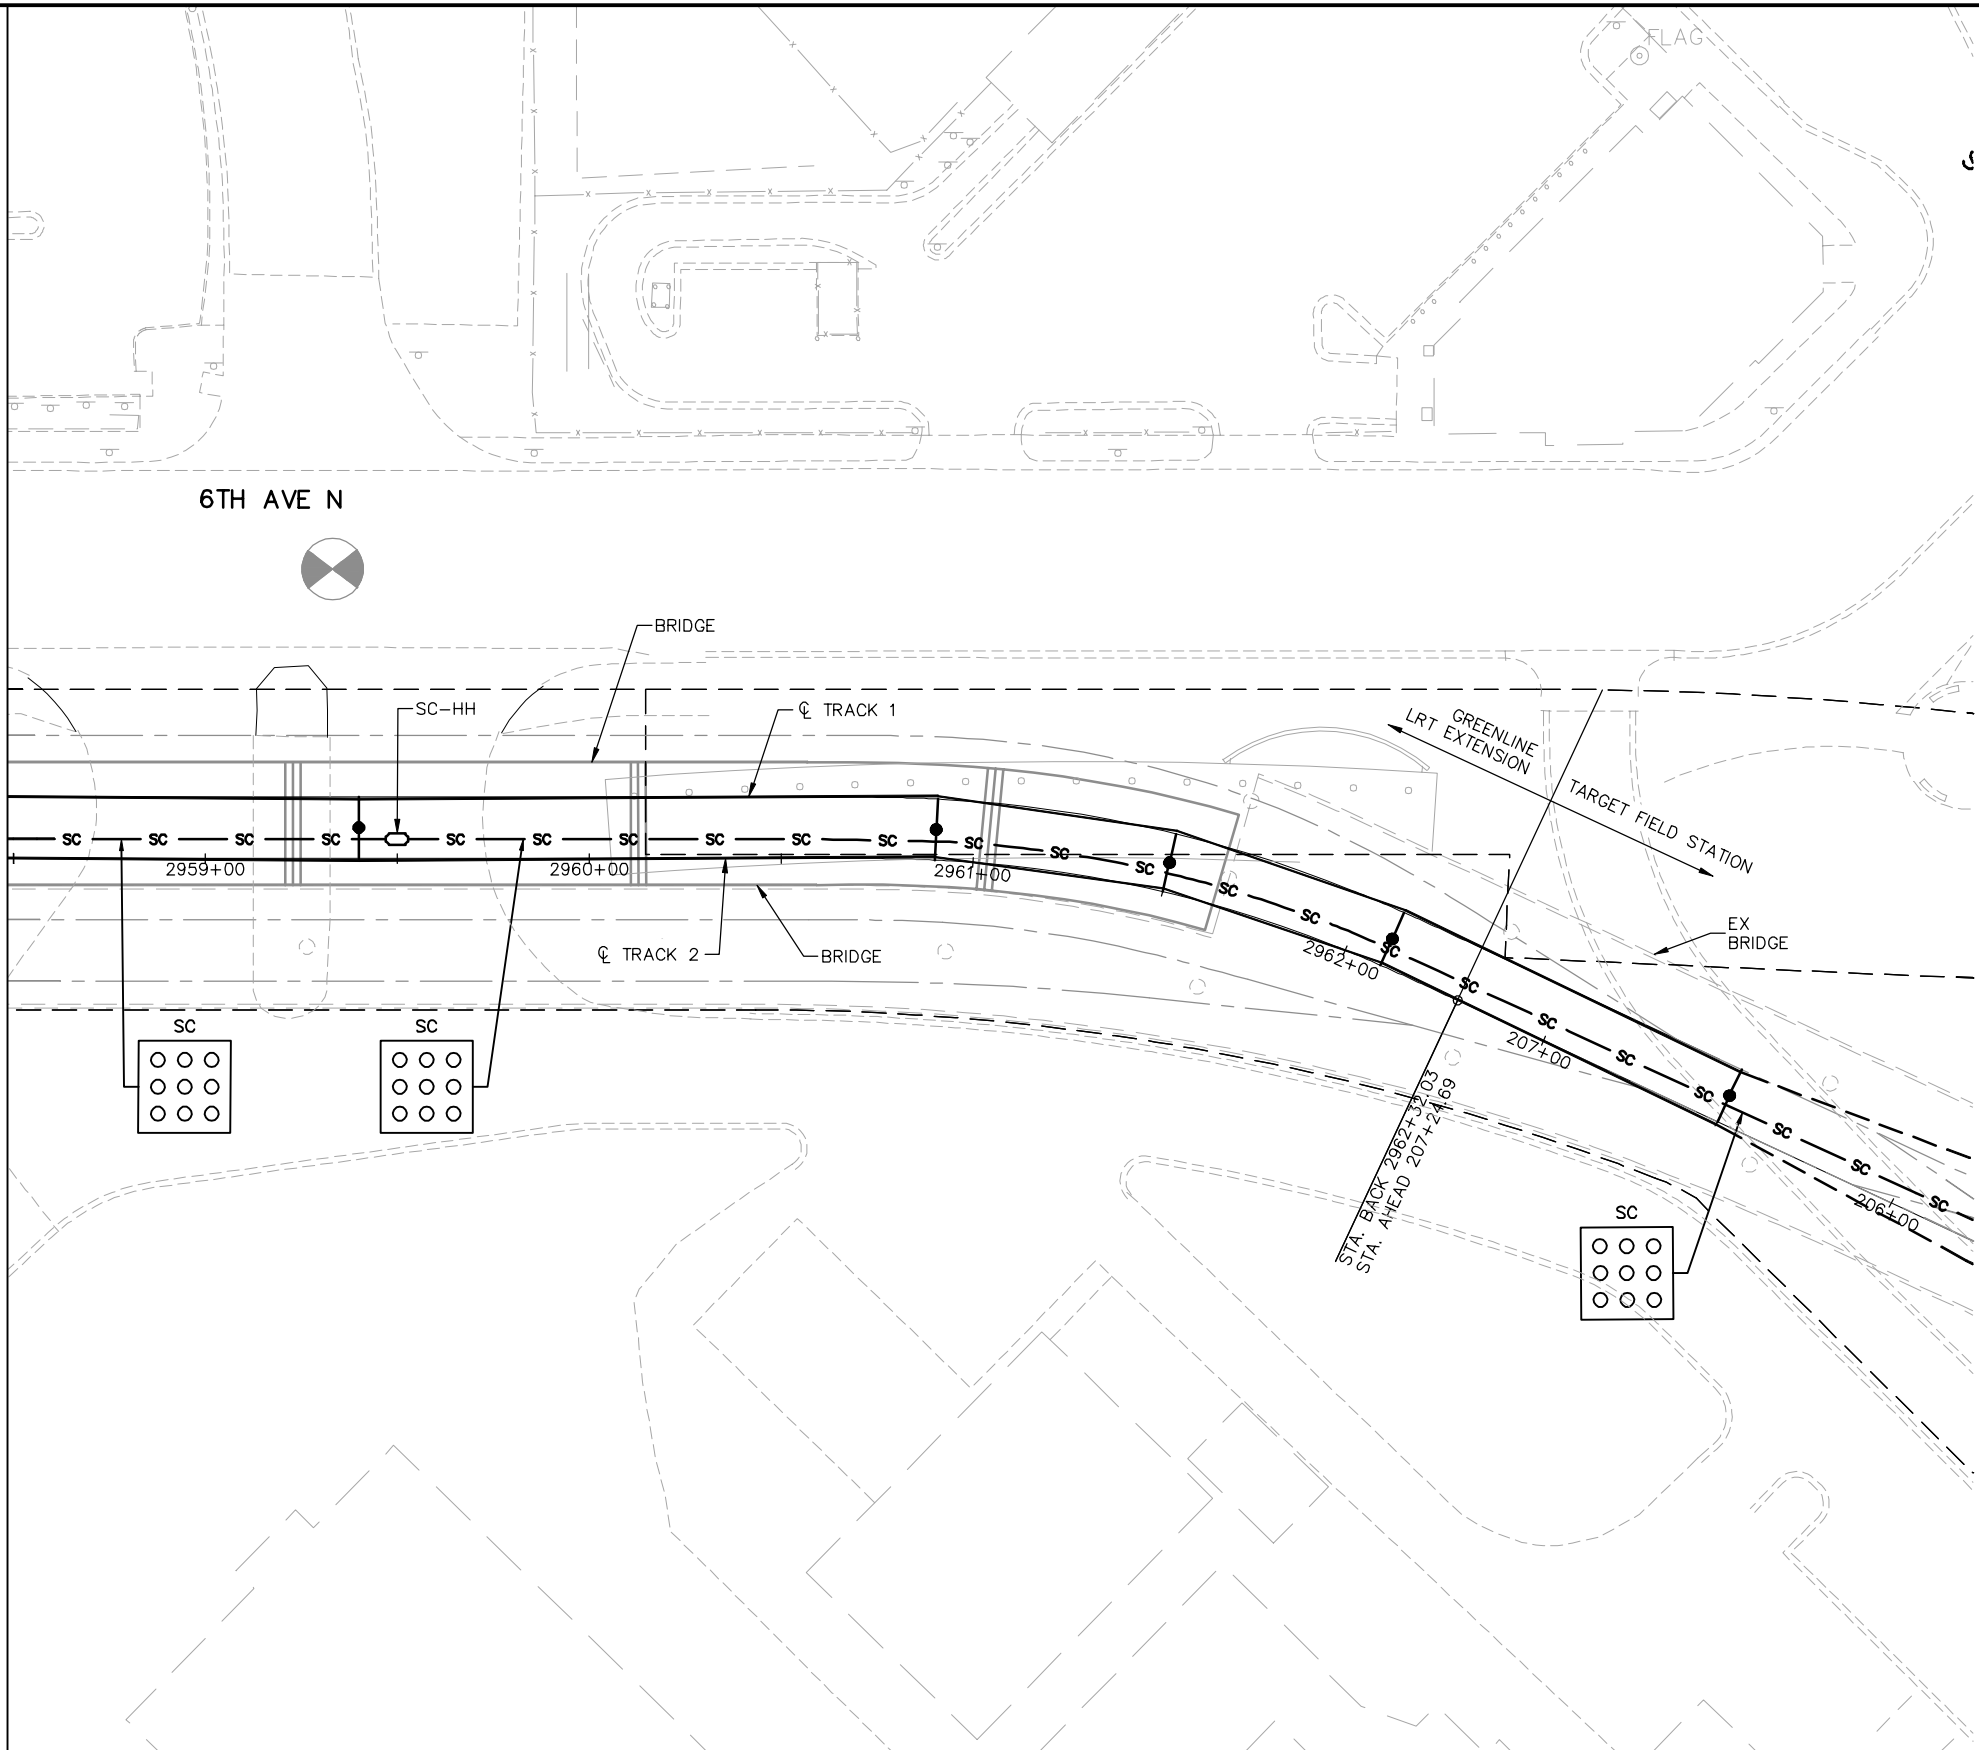 FLAG
6TH AVE N
BRIDGE
SC-HH
℄ TRACK 1
GREENLINE
LRT EXTENSION
TARGET FIELD STATION
SC SC SC SC SC SC SC SC SC SC SC SC SC SC SC SC SC SC SC SC SC SC SC
2959+00
2960+00
2961+00
2962+00
207+00
206+00
℄ TRACK 2
BRIDGE
EX
BRIDGE
SC
SC
SC
STA. BACK 2962+32.03
STA. AHEAD 207+24.69